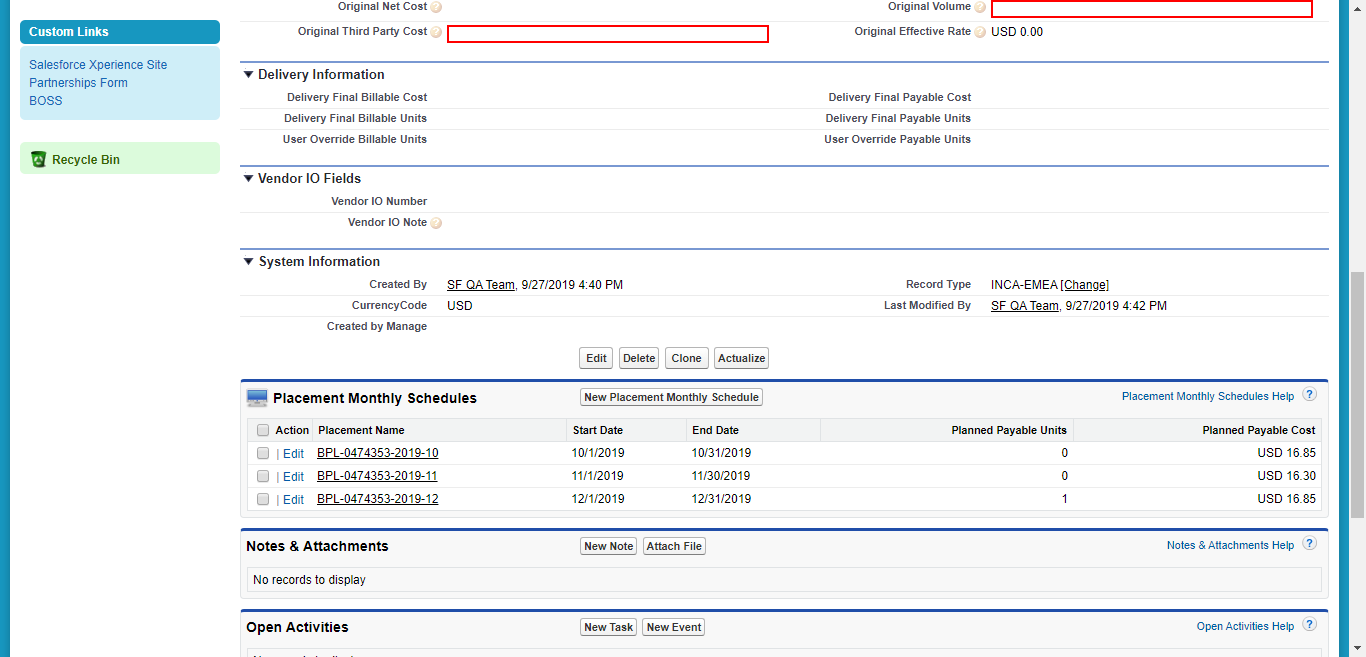 Original Net Cost
Original Volume
Custom Links
Original Third Party Cost
Original Effective Rate
USD 0.00
Salesforce Xperience Site
Partnerships Form
BOSS
Recycle Bin
Delivery Information
Delivery Final Billable Cost
Delivery Final Payable Cost
Delivery Final Billable Units
Delivery Final Payable Units
User Override Billable Units
User Override Payable Units
Vendor IO Fields
Vendor IO Number
Vendor IO Note
System Information
Created By SF QA Team, 9/27/2019 4:40 PM
Record Type INCA-EMEA [Change]
CurrencyCode USD
Last Modified By SF QA Team, 9/27/2019 4:42 PM
Created by Manage
Edit Delete Clone Actualize
Placement Monthly Schedules
New Placement Monthly Schedule
Placement Monthly Schedules Help ?
Action Placement Name Start Date End Date Planned Payable Units Planned Payable Cost
| Edit BPL-0474353-2019-10 10/1/2019 10/31/2019 0 USD 16.85
| Edit BPL-0474353-2019-11 11/1/2019 11/30/2019 0 USD 16.30
| Edit BPL-0474353-2019-12 12/1/2019 12/31/2019 1 USD 16.85
Notes & Attachments
New Note Attach File
Notes & Attachments Help ?
No records to display
Open Activities
New Task New Event
Open Activities Help ?